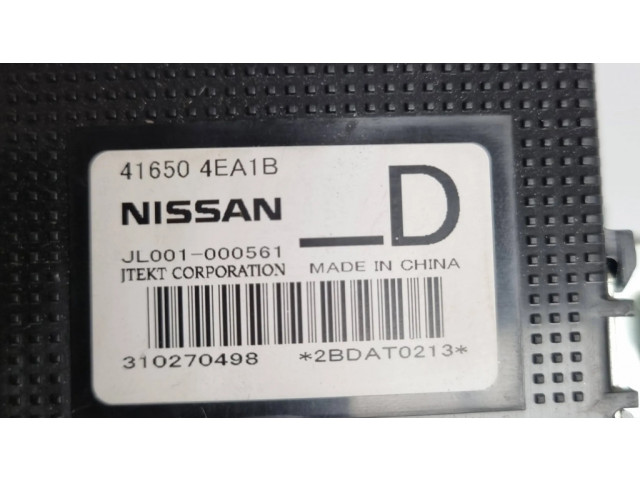 41650 4EA1B
NISSAN
_D
JL001-000561
JTEKT CORPORATION MADE IN CHINA
310270498 *2BDAT0213*